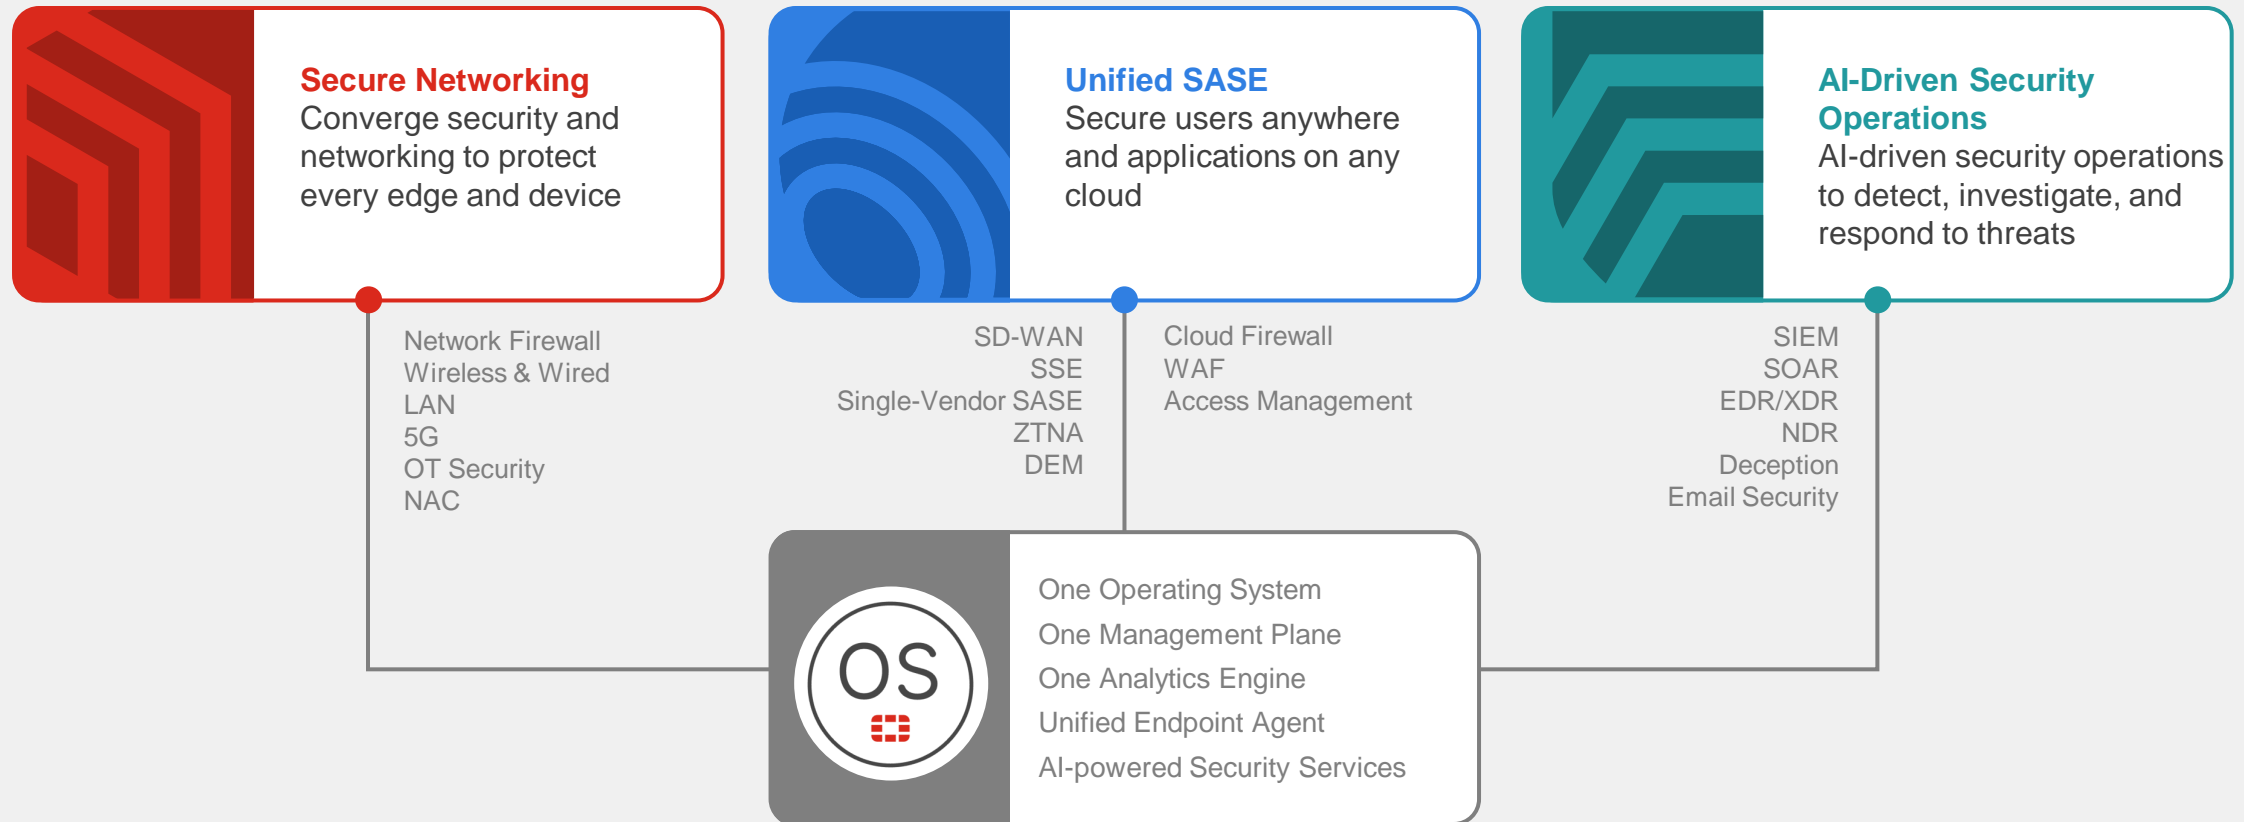 Secure Networking
Converge security and
networking to protect
every edge and device
Unified SASE
Secure users anywhere
and applications on any
cloud
AI-Driven Security
Operations
AI-driven security operations
to detect, investigate, and
respond to threats
Network Firewall
Wireless & Wired
LAN
5G
OT Security
NAC
SD-WAN
SSE
Single-Vendor SASE
ZTNA
DEM
Cloud Firewall
WAF
Access Management
SIEM
SOAR
EDR/XDR
NDR
Deception
Email Security
OS
One Operating System
One Management Plane
One Analytics Engine
Unified Endpoint Agent
AI-powered Security Services